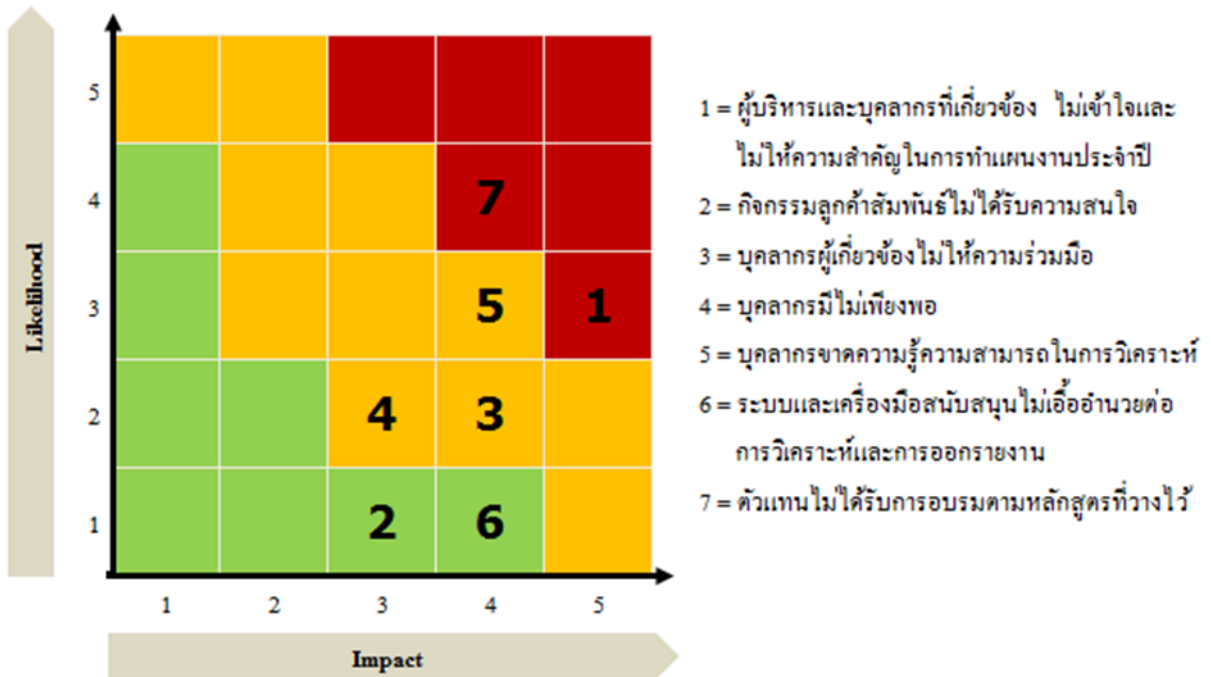 Likelihood
5
4
3
2
1
7
5 1
4 3
2 6
1 2 3 4 5
Impact
1 = ผู้บริหารและบุคลากรที่เกี่ยวข้อง ไม่เข้าใจและ
ไม่ให้ความสำคัญในการทำแผนงานประจำปี
2 = กิจกรรมลูกค้าสัมพันธ์ไม่ได้รับความสนใจ
3 = บุคลากรผู้เกี่ยวข้องไม่ให้ความร่วมมือ
4 = บุคลากรมีไม่เพียงพอ
5 = บุคลากรขาดความรู้ความสามารถในการวิเคราะห์
6 = ระบบและเครื่องมือสนับสนุนไม่เอื้ออำนวยต่อ
การวิเคราะห์และการออกรายงาน
7 = ตัวแทนไม่ได้รับการอบรมตามหลักสูตรที่วางไว้